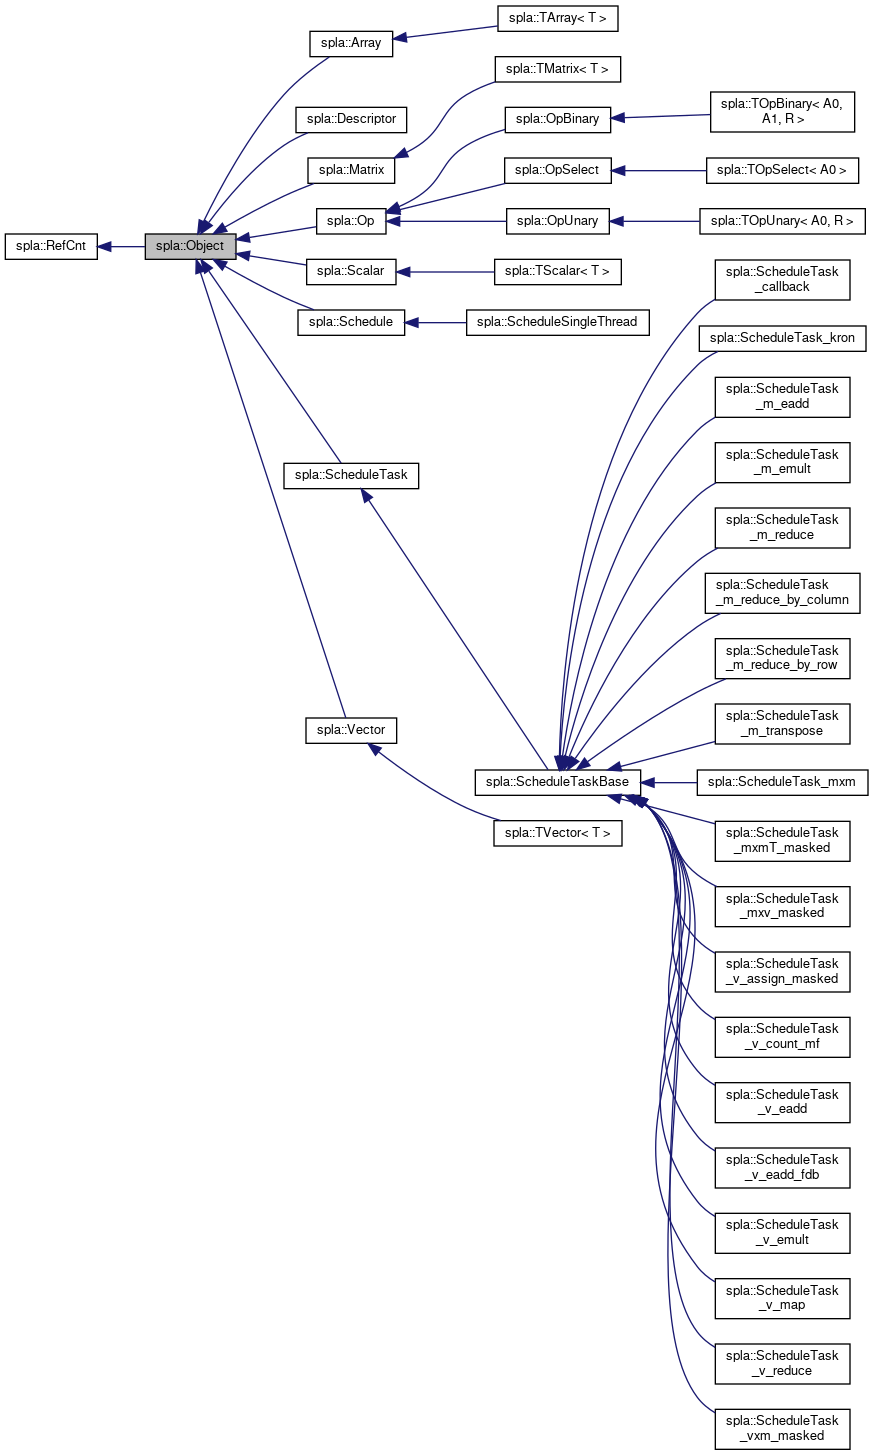 spla::RefCnt
spla::Object
spla::Array
spla::TArray< T >
spla::Descriptor
spla::Matrix
spla::TMatrix< T >
spla::Op
spla::OpBinary
spla::TOpBinary< A0,
A1, R >
spla::OpSelect
spla::TOpSelect< A0 >
spla::OpUnary
spla::TOpUnary< A0, R >
spla::Scalar
spla::TScalar< T >
spla::Schedule
spla::ScheduleSingleThread
spla::ScheduleTask
spla::ScheduleTaskBase
spla::ScheduleTask
_callback
spla::ScheduleTask_kron
spla::ScheduleTask
_m_eadd
spla::ScheduleTask
_m_emult
spla::ScheduleTask
_m_reduce
spla::ScheduleTask
_m_reduce_by_column
spla::ScheduleTask
_m_reduce_by_row
spla::ScheduleTask
_m_transpose
spla::ScheduleTask_mxm
spla::ScheduleTask
_mxmT_masked
spla::ScheduleTask
_mxv_masked
spla::ScheduleTask
_v_assign_masked
spla::ScheduleTask
_v_count_mf
spla::ScheduleTask
_v_eadd
spla::ScheduleTask
_v_eadd_fdb
spla::ScheduleTask
_v_emult
spla::ScheduleTask
_v_map
spla::ScheduleTask
_v_reduce
spla::ScheduleTask
_vxm_masked
spla::Vector
spla::TVector< T >